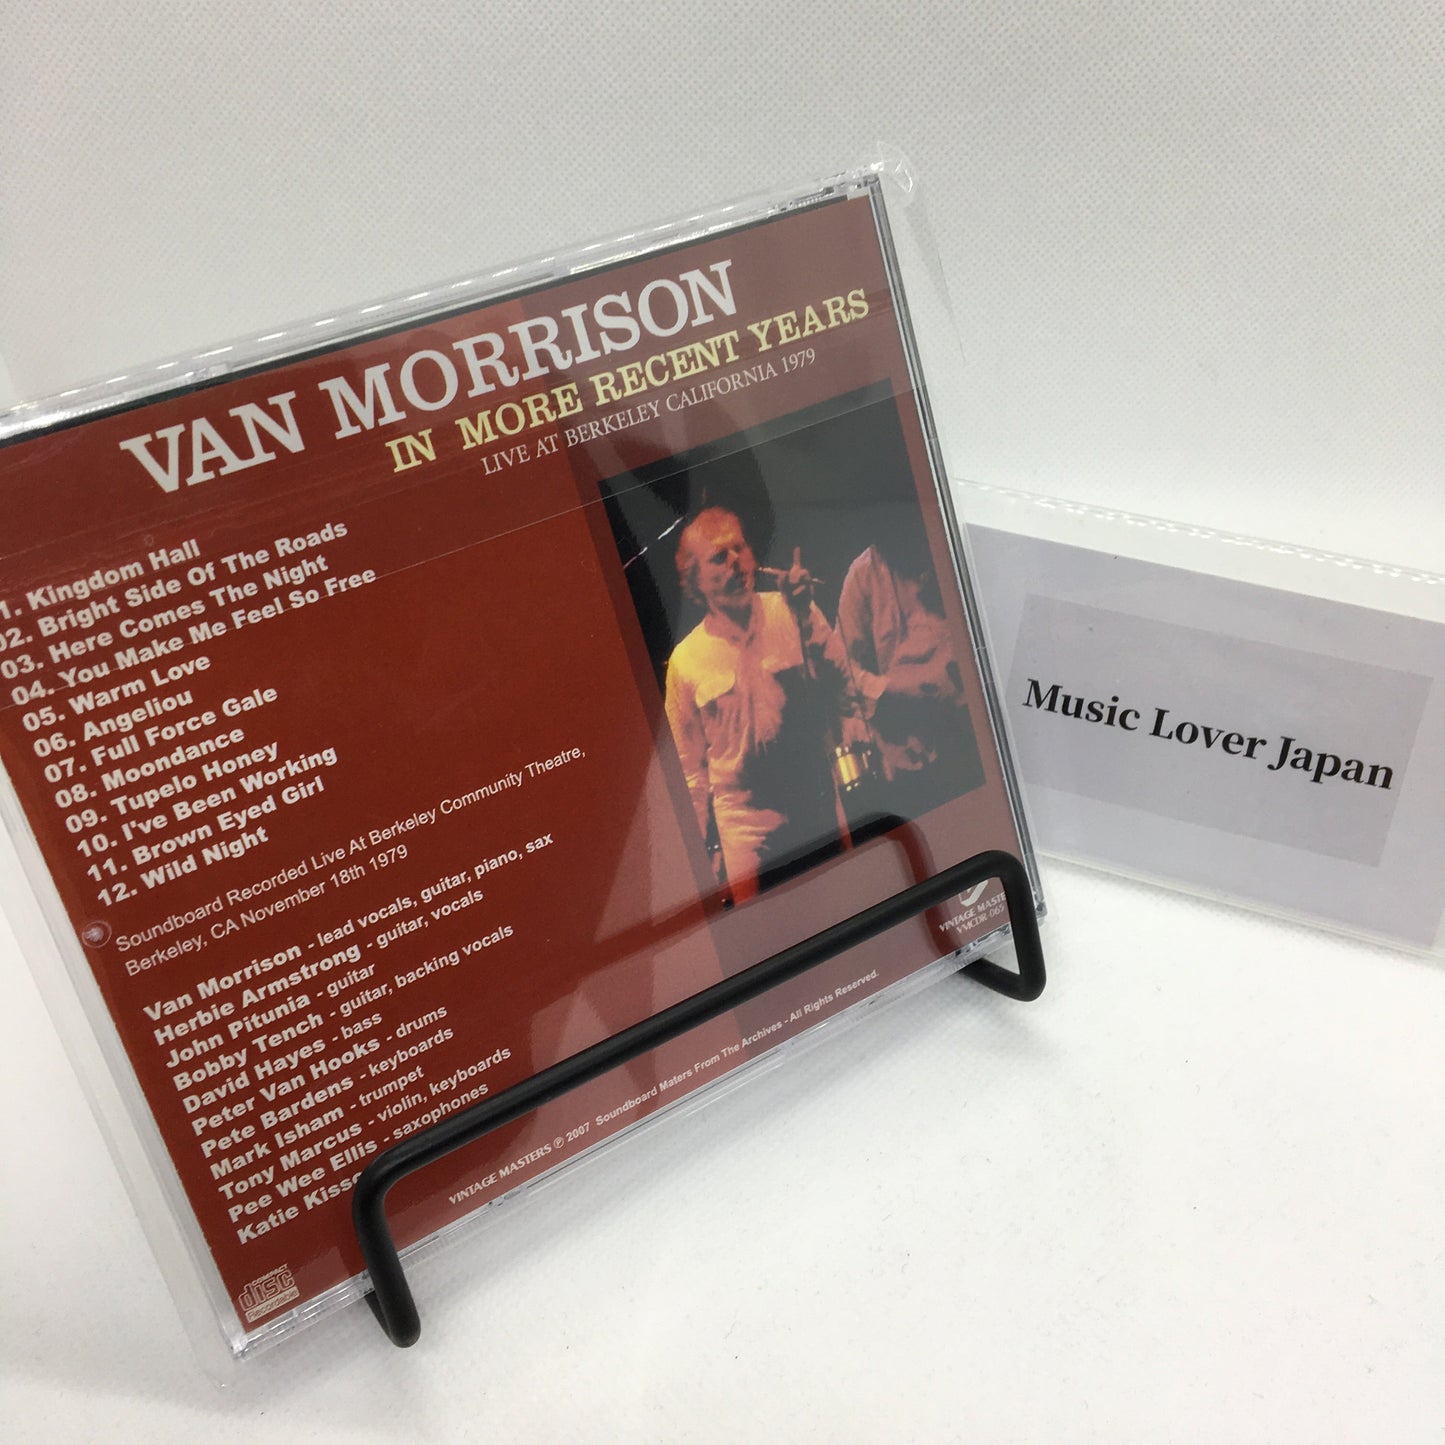 VAN MORRISON
IN MORE RECENT YEARS
LIVE AT BERKELEY CALIFORNIA 1979
1. Kingdom Hall
02. Bright Side Of The Roads
03. Here Comes The Night
04. You Make Me Feel So Free
05. Warm Love
06. Angeliou
07. Full Force Gale
08. Moondance
09. Tupelo Honey
10. I've Been Working
11. Brown Eyed Girl
12. Wild Night
Soundboard Recorded Live At Berkeley Community Theatre,
Berkeley, CA November 18th 1979
Van Morrison - lead vocals, guitar, piano, sax
Herbie Armstrong - guitar, vocals
John Pitunia - guitar
Bobby Tench - guitar, backing vocals
David Hayes - bass
Peter Van Hooks - drums
Pete Bardens - keyboards
Mark Isham - trumpet
Tony Marcus - violin, keyboards
Pee Wee Ellis - saxophones
Katie
VINTAGE
VMCDR-065
VINTAGE MASTERS ℗ 2007 Soundboard Maters From The Archives - All Rights Reserved.
COMPACT
disc
Recordable
Music Lover Japan